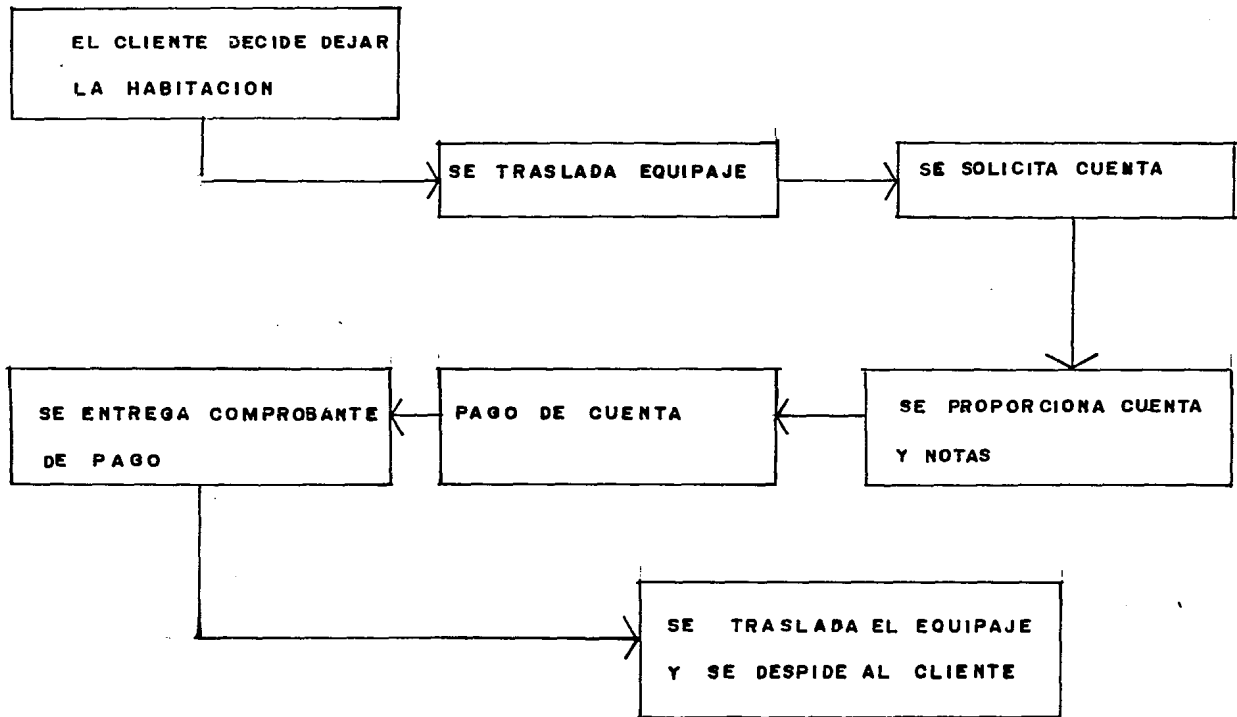 EL CLIENTE DECIDE DEJAR
LA HABITACION
SE TRASLADA EQUIPAJE
SE SOLICITA CUENTA
SE PROPORCIONA CUENTA
Y NOTAS
PAGO DE CUENTA
SE ENTREGA COMPROBANTE
DE PAGO
SE TRASLADA EL EQUIPAJE
Y SE DESPIDE AL CLIENTE